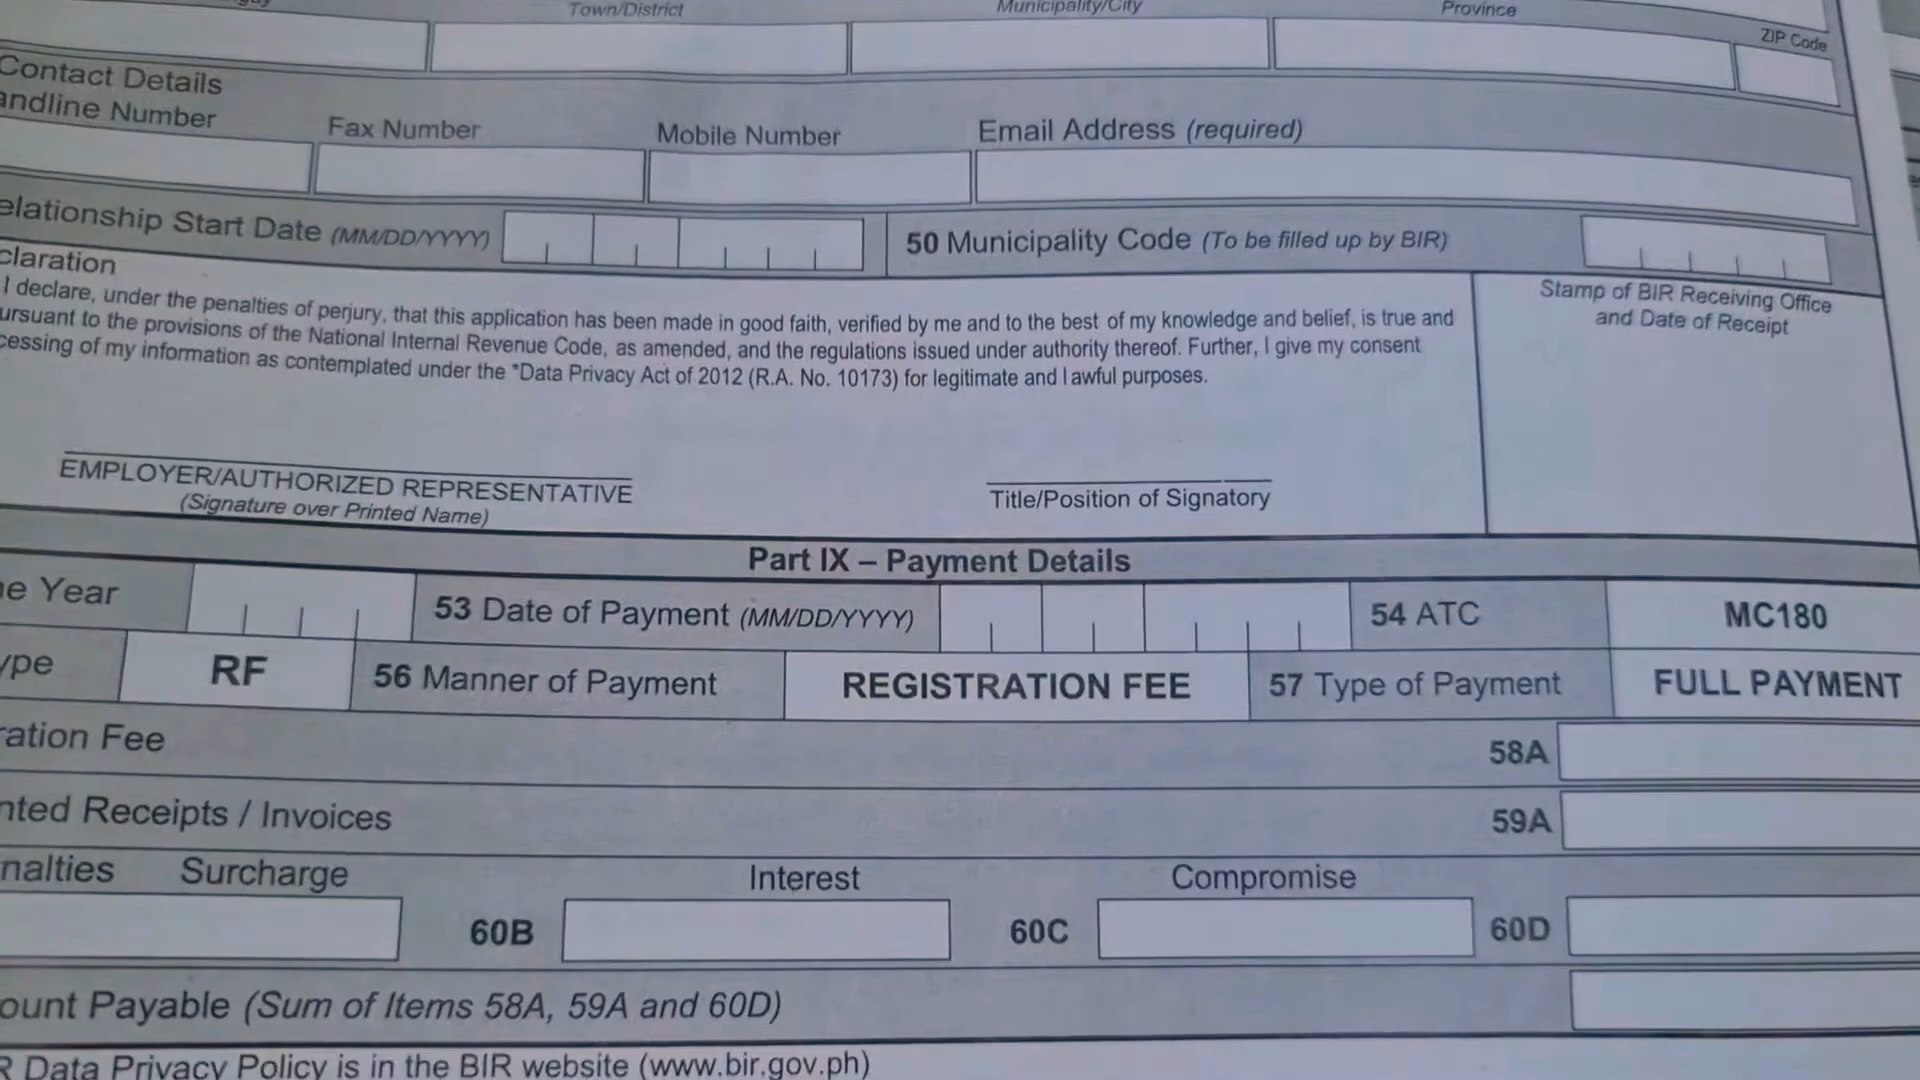 Town/District Municipality/City Province
ZIP Code
Contact Details
andline Number Fax Number Mobile Number Email Address (required)
elationship Start Date (MM/DD/YYYY) 50 Municipality Code (To be filled up by BIR)
claration
I declare, under the penalties of perjury, that this application has been made in good faith, verified by me and to the best of my knowledge and belief, is true and
ursuant to the provisions of the National Internal Revenue Code, as amended, and the regulations issued under authority thereof. Further, I give my consent
cessing of my information as contemplated under the "Data Privacy Act of 2012 (R.A. No. 10173) for legitimate and l awful purposes.
Stamp of BIR Receiving Office
and Date of Receipt
EMPLOYER/AUTHORIZED REPRESENTATIVE
(Signature over Printed Name)
Title/Position of Signatory
Part IX – Payment Details
e Year 53 Date of Payment (MM/DD/YYYY) 54 ATC MC180
ype RF 56 Manner of Payment REGISTRATION FEE 57 Type of Payment FULL PAYMENT
ration Fee 58A
nted Receipts / Invoices 59A
nalties Surcharge Interest Compromise
60B 60C 60D
ount Payable (Sum of Items 58A, 59A and 60D)
R Data Privacy Policy is in the BIR website (www.bir.gov.ph)